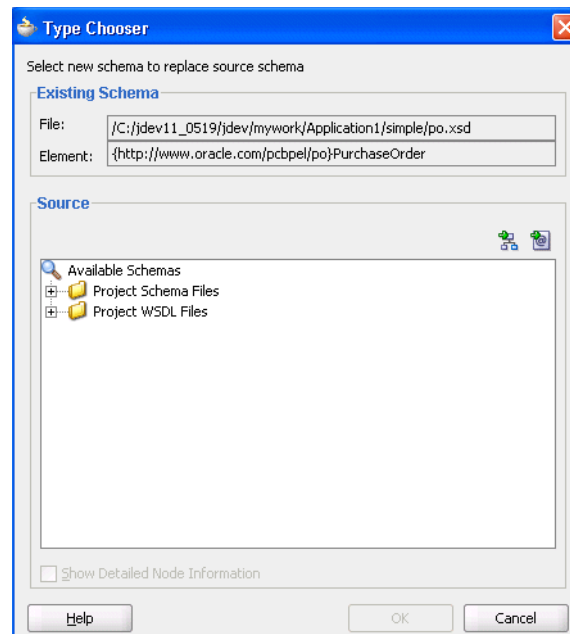 Type Chooser
Select new schema to replace source schema
Existing Schema
File: /C:/jdev11_0519/jdev/mywork/Application1/simple/po.xsd
Element: {http://www.oracle.com/pcbpel/po}PurchaseOrder
Source
Available Schemas
Project Schema Files
Project WSDL Files
Show Detailed Node Information
Help OK Cancel